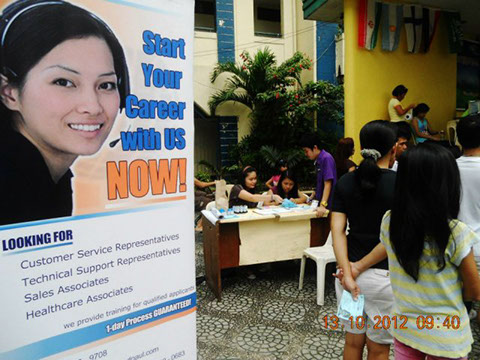 Start
Your
Career
with US
NOW!
LOOKING FOR
Customer Service Representatives
Technical Support Representatives
Sales Associates
Healthcare Associates
we provide training for qualified applicants
1-day Process GUARANTEED!
9708
0683
19.10.2012 09:40